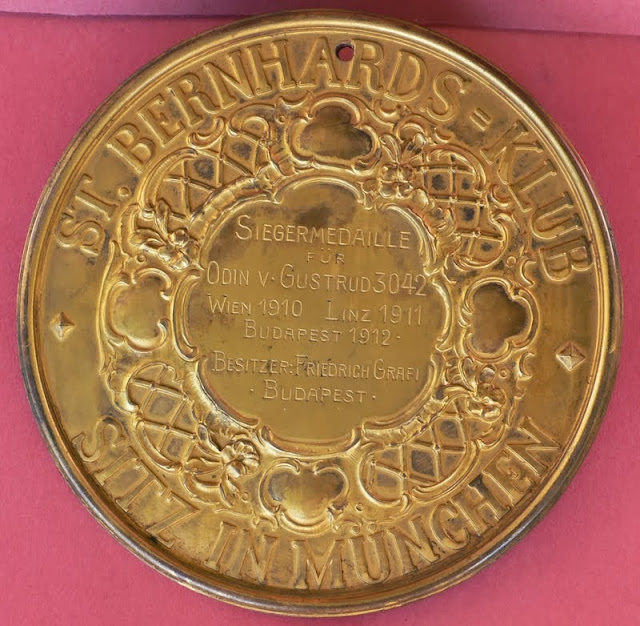 ST. BERNHARDS=KLUB
SIEGERMEDAILLE
FÜR
ODIN V. GUSTRUD 3042
WIEN 1910 LINZ 1911
BUDAPEST 1912.
BESITZER: FRIEDRICH GRAFI
· BUDAPEST ·
SITZ IN MÜNCHEN